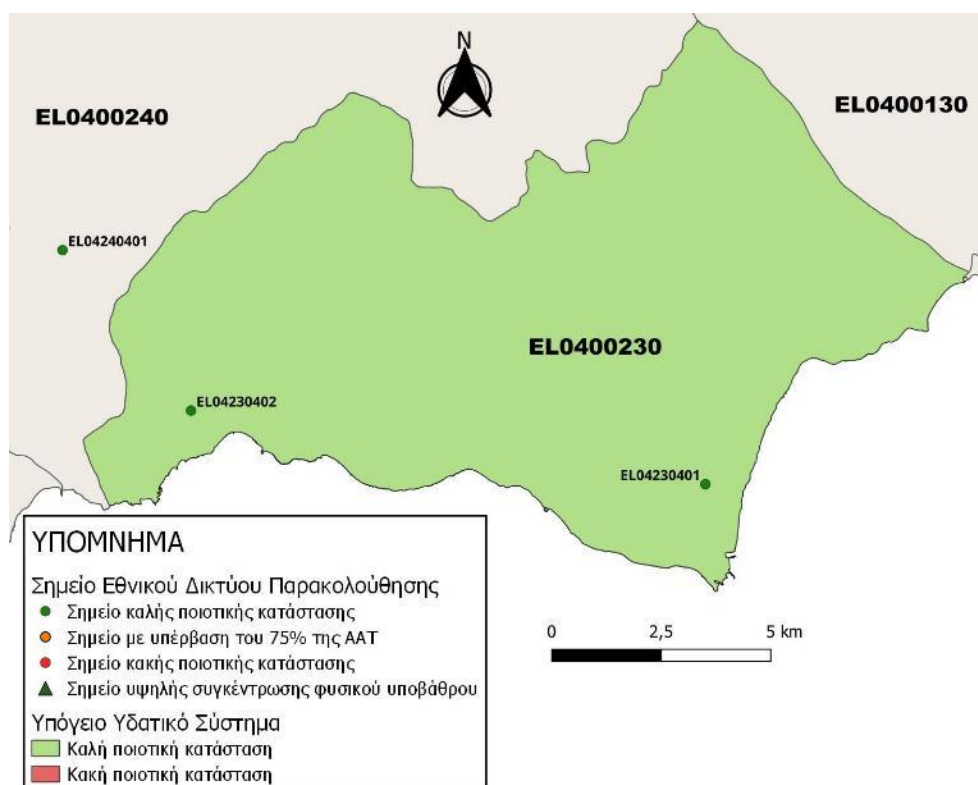 N
EL0400240
EL0400130
EL04240401
EL0400230
EL04230402
EL04230401
ΥΠΟΜΝΗΜΑ
Σημείο Εθνικού Δικτύου Παρακολούθησης
Σημείο καλής ποιοτικής κατάστασης
Σημείο με υπέρβαση του 75% της ΑΑΤ
Σημείο κακής ποιοτικής κατάστασης
Σημείο υψηλής συγκέντρωσης φυσικού υποβάθρου
Υπόγειο Υδατικό Σύστημα
Καλή ποιοτική κατάσταση
Κακή ποιοτική κατάσταση
0 2,5 5 km